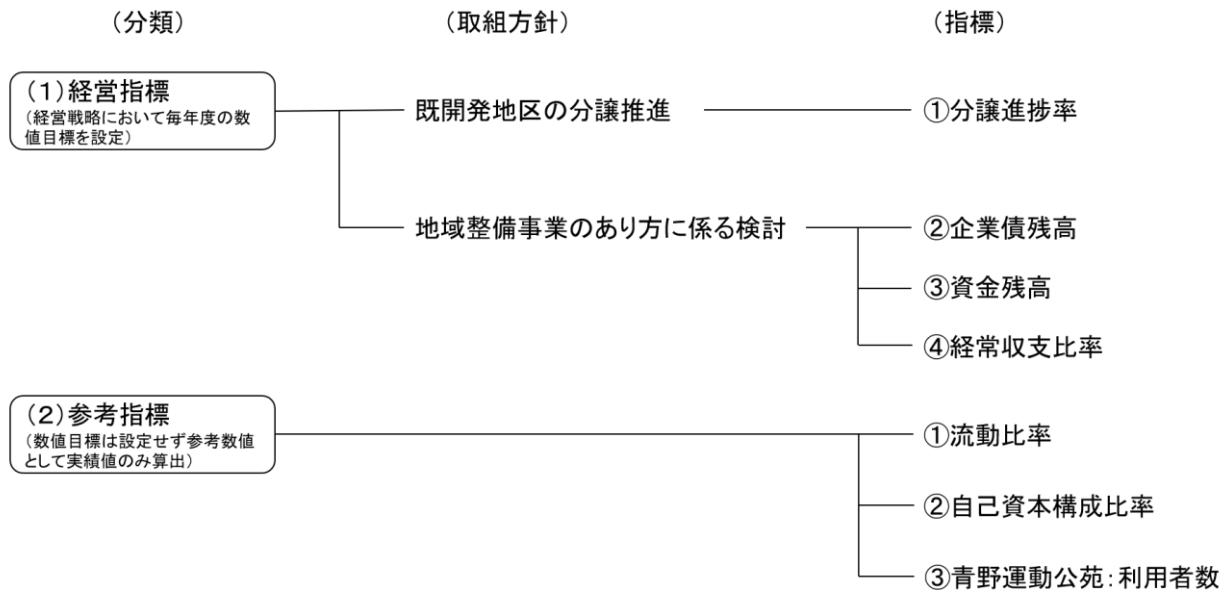 （分類）
（取組方針）
（指標）
（１）経営指標
（経営戦略において毎年度の数
値目標を設定）
既開発地区の分譲推進
①分譲進捗率
地域整備事業のあり方に係る検討
②企業債残高
③資金残高
④経常収支比率
（２）参考指標
（数値目標は設定せず参考数値
として実績値のみ算出）
①流動比率
②自己資本構成比率
③青野運動公苑：利用者数